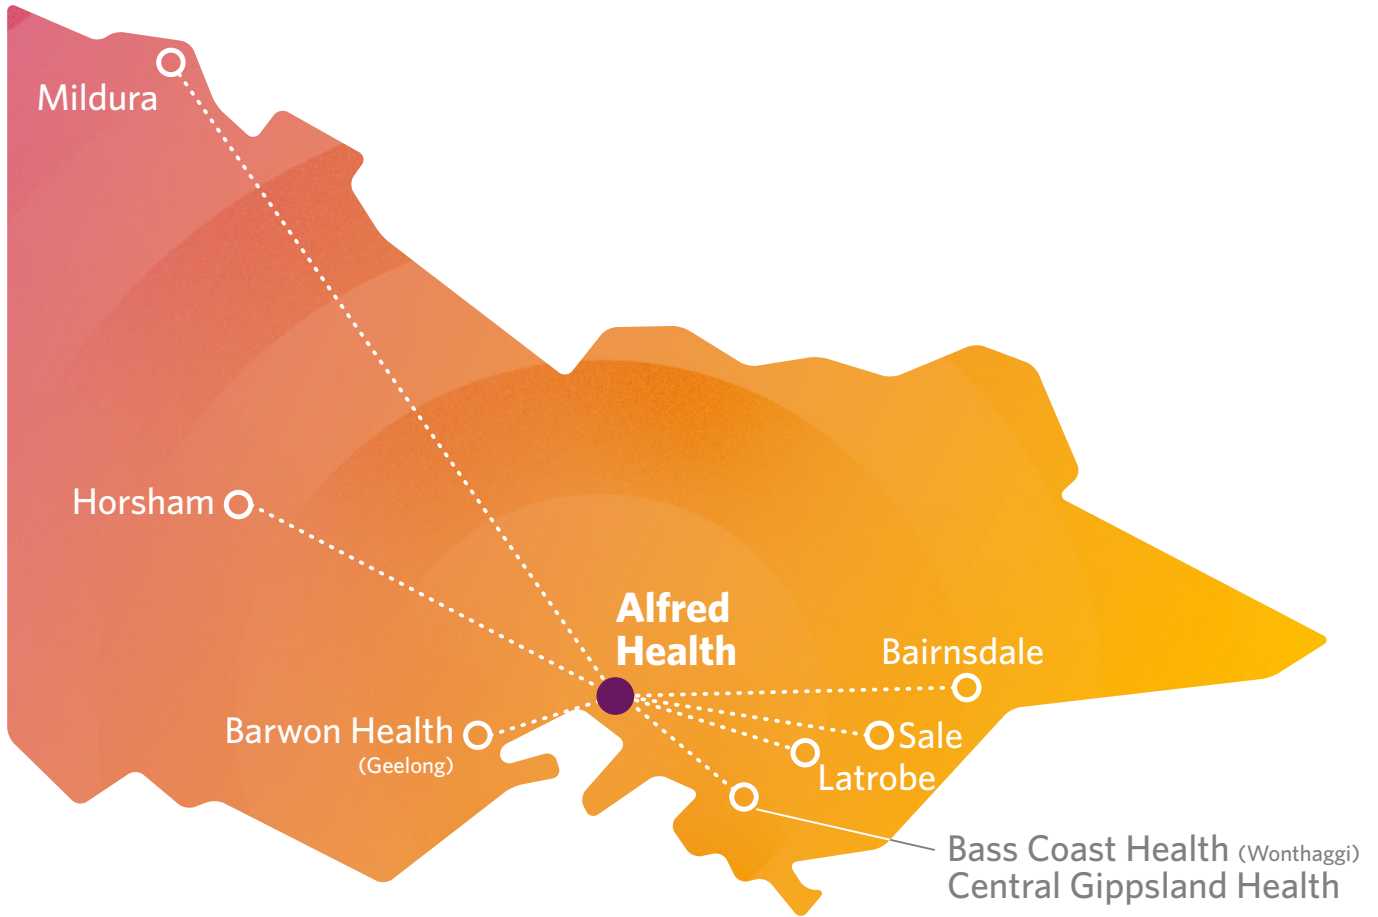 Mildura
Horsham
Alfred
Health
Bairnsdale
Barwon Health
(Geelong)
Sale
Latrobe
Bass Coast Health (Wonthaggi)
Central Gippsland Health